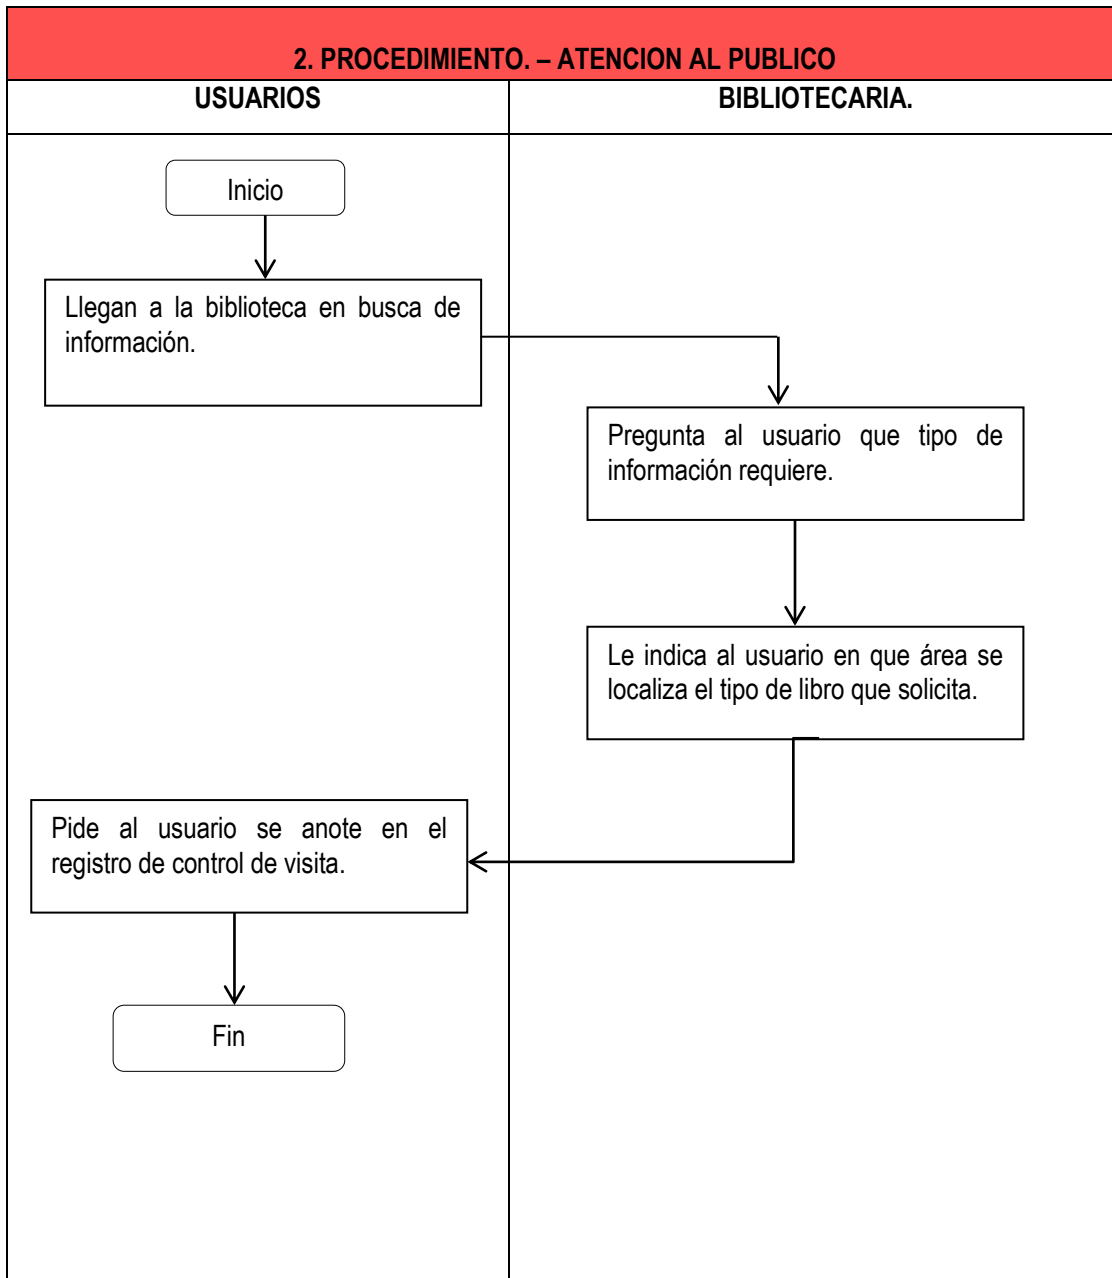 2. PROCEDIMIENTO. – ATENCION AL PUBLICO
USUARIOS
BIBLIOTECARIA.
Inicio
Llegan a la biblioteca en busca de
información.
Pregunta al usuario que tipo de
información requiere.
Le indica al usuario en que área se
localiza el tipo de libro que solicita.
Pide al usuario se anote en el
registro de control de visita.
Fin